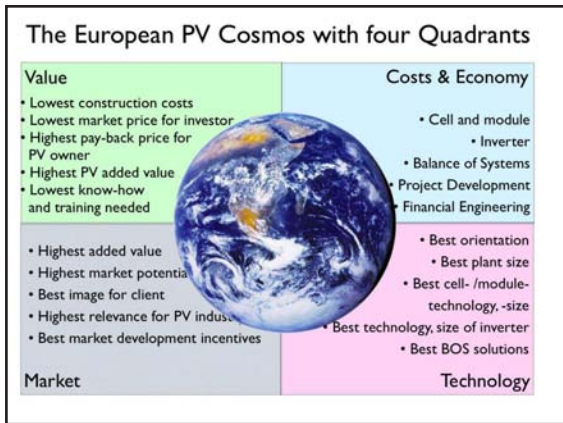 The European PV Cosmos with four Quadrants
Value
• Lowest construction costs
• Lowest market price for investor
• Highest pay-back price for
PV owner
• Highest PV added value
• Lowest know-how
and training needed
Costs & Economy
• Cell and module
• Inverter
• Balance of Systems
• Project Development
• Financial Engineering
• Highest added value
• Highest market potentia
• Best image for client
• Highest relevance for PV indust
• Best market development incentives
Market
• Best orientation
• Best plant size
• Best cell- /module-
technology, -size
• Best technology, size of inverter
• Best BOS solutions
Technology